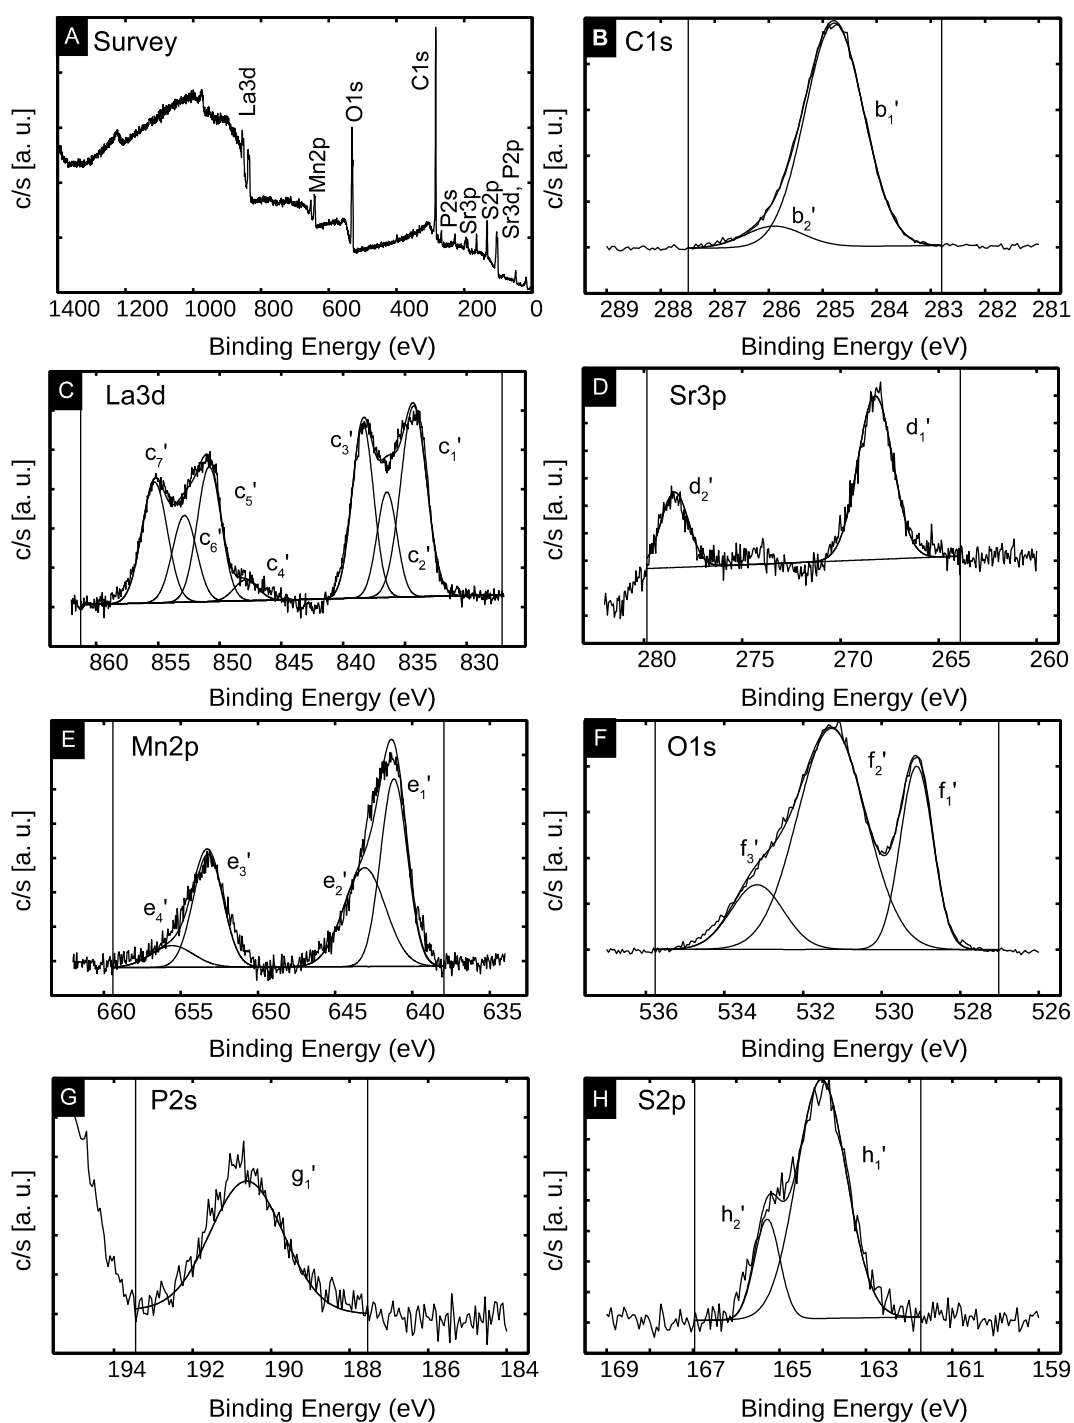 A Survey
c/s [a. u.]
La3d
Mn2p
O1s
C1s
P2s
Sr3p
S2p
Sr3d, P2p
1400 1200 1000 800 600 400 200 0
Binding Energy (eV)
B C1s
c/s [a. u.]
b1'
b2'
289 288 287 286 285 284 283 282 281
Binding Energy (eV)
C La3d
c/s [a. u.]
c7'
c6'
c5'
c4'
c3'
c2'
c1'
860 855 850 845 840 835 830
Binding Energy (eV)
D Sr3p
c/s [a. u.]
d2'
d1'
280 275 270 265 260
Binding Energy (eV)
E Mn2p
c/s [a. u.]
e4'
e3'
e2'
e1'
660 655 650 645 640 635
Binding Energy (eV)
F O1s
c/s [a. u.]
f3'
f2'
f1'
536 534 532 530 528 526
Binding Energy (eV)
G P2s
c/s [a. u.]
g1'
194 192 190 188 186 184
Binding Energy (eV)
H S2p
c/s [a. u.]
h2'
h1'
169 167 165 163 161 159
Binding Energy (eV)